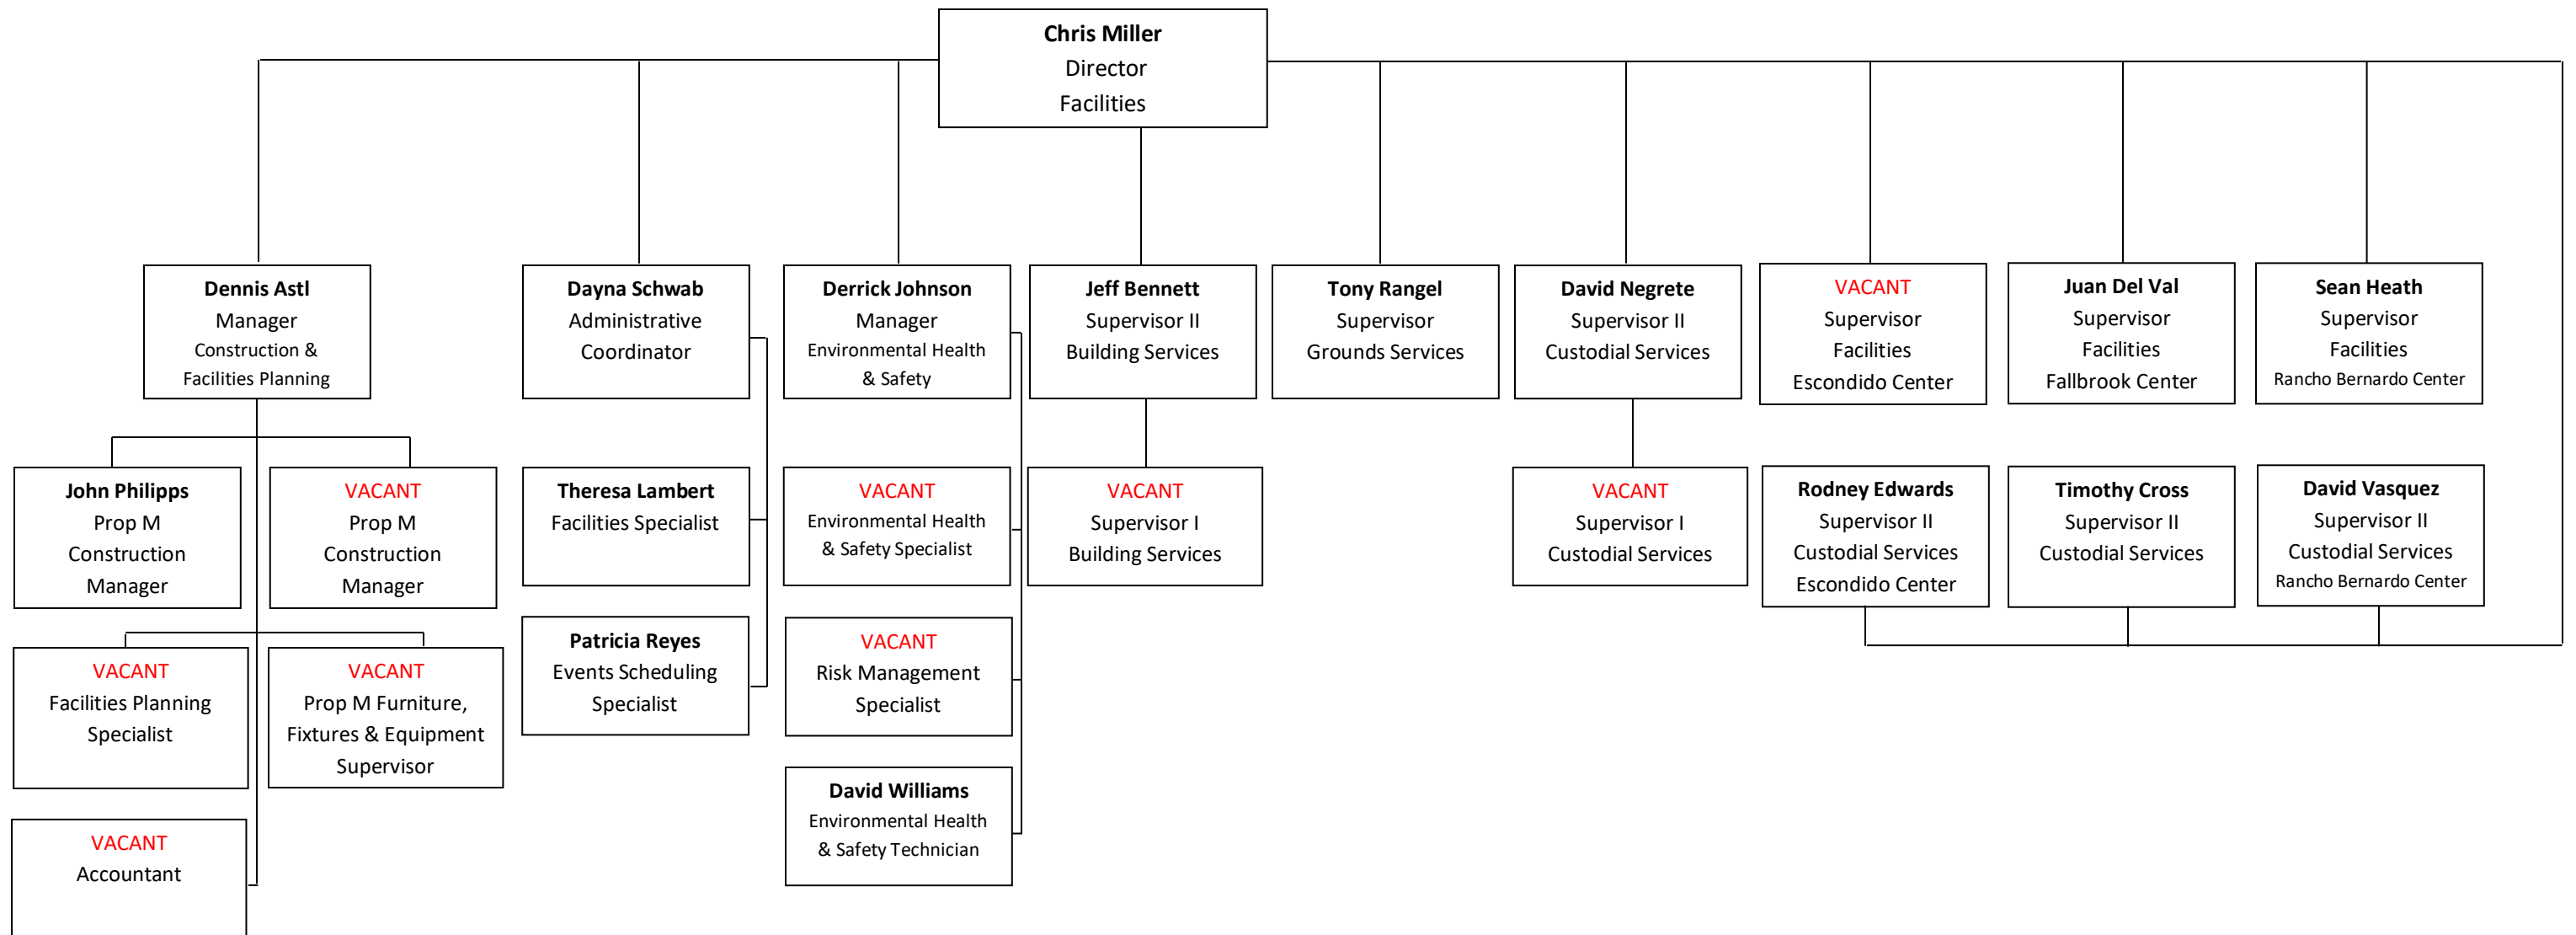 Chris Miller
Director
Facilities
Dennis Astl
Manager
Construction &
Facilities Planning
Dayna Schwab
Administrative
Coordinator
Derrick Johnson
Manager
Environmental Health
& Safety
Jeff Bennett
Supervisor II
Building Services
Tony Rangel
Supervisor
Grounds Services
David Negrete
Supervisor II
Custodial Services
VACANT
Supervisor
Facilities
Escondido Center
Juan Del Val
Supervisor
Facilities
Fallbrook Center
Sean Heath
Supervisor
Facilities
Rancho Bernardo Center
John Philipps
Prop M
Construction
Manager
VACANT
Prop M
Construction
Manager
Theresa Lambert
Facilities Specialist
VACANT
Environmental Health
& Safety Specialist
VACANT
Supervisor I
Building Services
VACANT
Supervisor I
Custodial Services
Rodney Edwards
Supervisor II
Custodial Services
Escondido Center
Timothy Cross
Supervisor II
Custodial Services
David Vasquez
Supervisor II
Custodial Services
Rancho Bernardo Center
VACANT
Facilities Planning
Specialist
VACANT
Prop M Furniture,
Fixtures & Equipment
Supervisor
Patricia Reyes
Events Scheduling
Specialist
VACANT
Risk Management
Specialist
David Williams
Environmental Health
& Safety Technician
VACANT
Accountant